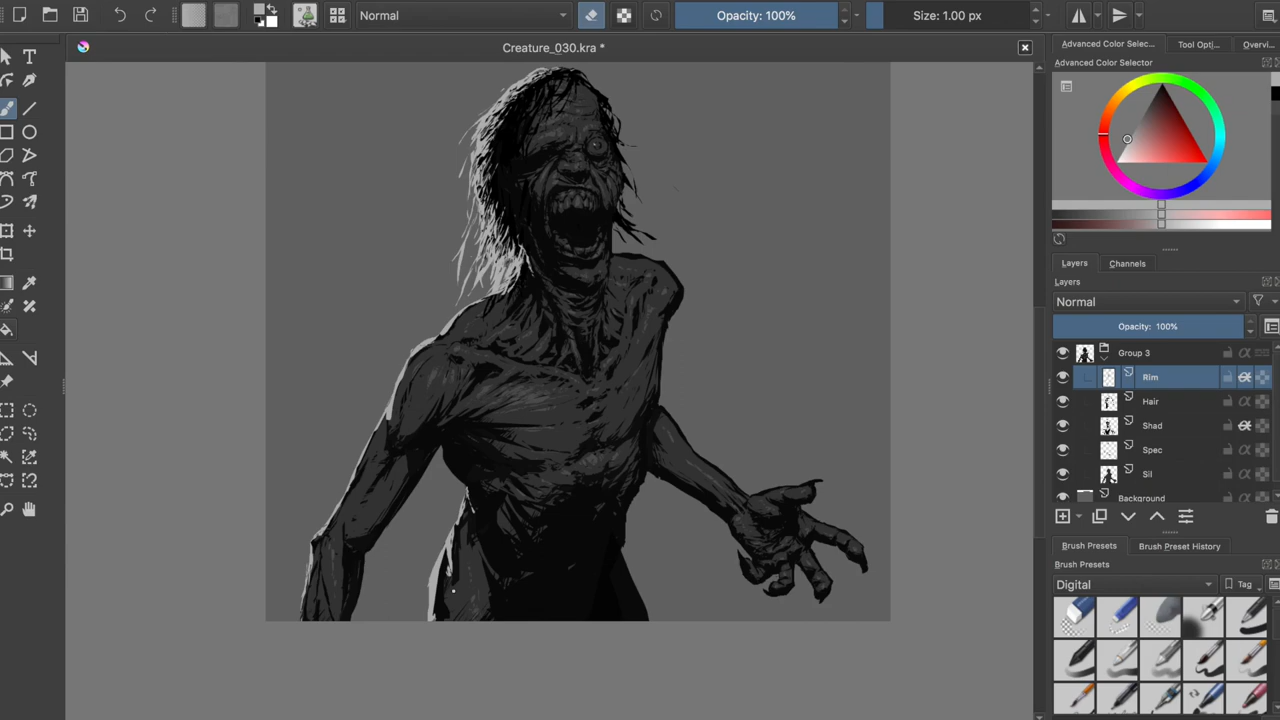 Normal
Opacity: 100%
Size: 1.00 px
Creature_030.kra *
Advanced Color Selec...
Tool Opti...
Overvi...
Advanced Color Selector
Layers
Channels
Layers
Normal
Opacity: 100%
Group 3
Rim
Hair
Shad
Spec
Sil
Background
Brush Presets
Brush Preset History
Brush Presets
Digital
Tag